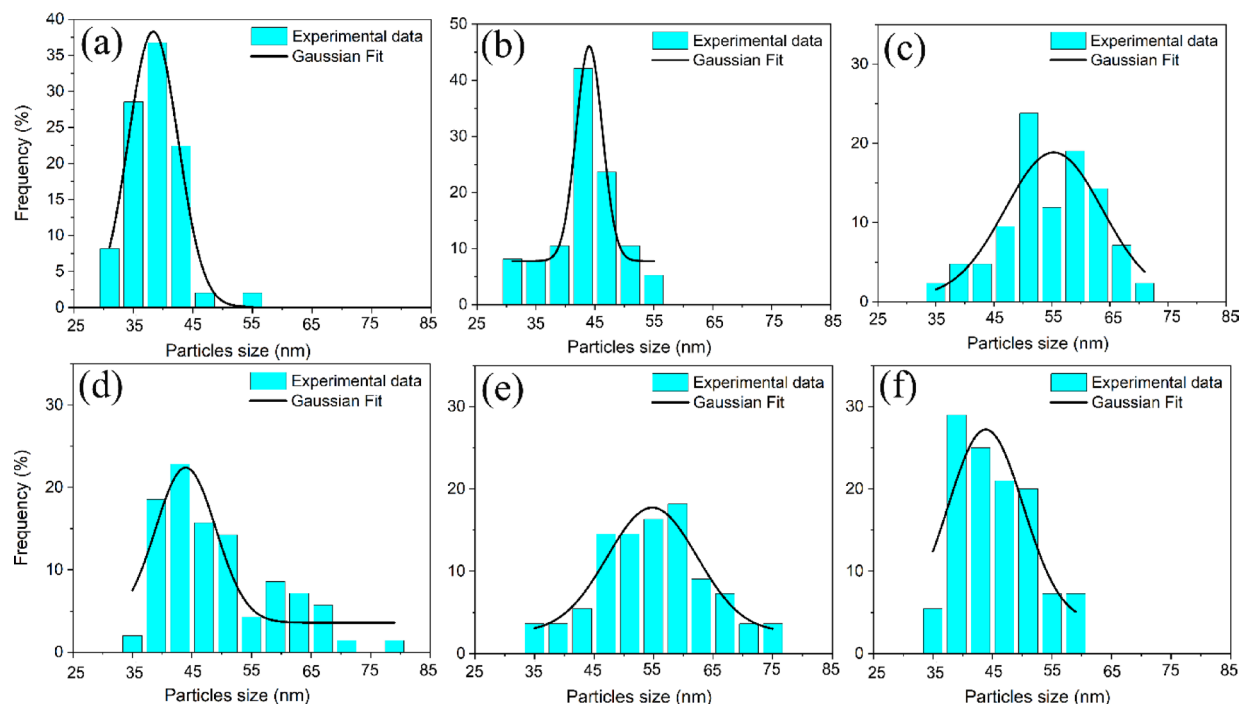 (a)
Experimental data
Gaussian Fit
Frequency (%)
40
35
30
25
20
15
10
5
0
25 35 45 55 65 75 85
Particles size (nm)
(b)
Experimental data
Gaussian Fit
50
40
30
20
10
0
25 35 45 55 65 75 85
Particles size (nm)
(c)
Experimental data
Gaussian Fit
30
20
10
0
25 35 45 55 65 75 85
Particles size (nm)
(d)
Experimental data
Gaussian Fit
Frequency (%)
30
20
10
0
25 35 45 55 65 75 85
Particles size (nm)
(e)
Experimental data
Gaussian Fit
30
20
10
0
25 35 45 55 65 75 85
Particles size (nm)
(f)
Experimental data
Gaussian Fit
30
20
10
0
25 35 45 55 65 75 85
Particles size (nm)